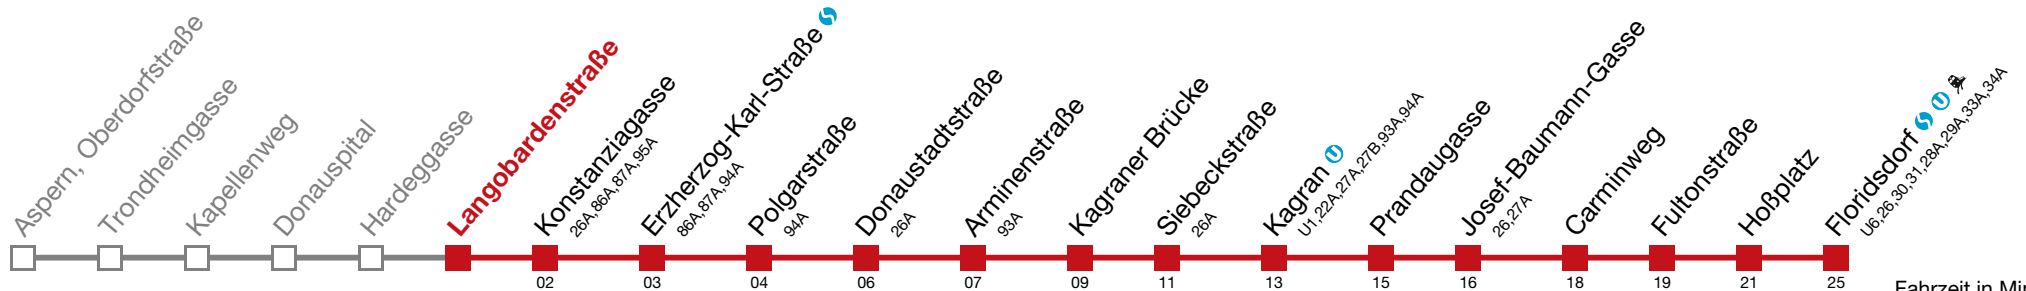 Aspern, Oberdorfstraße
Trondheimgasse
Kapellenweg
Donauspital
Hardeggasse
Langobardenstraße
Konstanziagasse
26A,86A,87A,95A
02
Erzherzog-Karl-Straße S
86A,87A,94A
03
Polgarstraße
94A
04
Donaustadtstraße
26A
06
Arminenstraße
93A
07
Kagraner Brücke
09
Siebeckstraße
26A
11
Kagran U
U1,22A,27A,27B,93A,94A
13
Prandaugasse
15
Josef-Baumann-Gasse
26,27A
16
Carminweg
18
Fultonstraße
19
Hoßplatz
21
Floridsdorf S U
U6,26,30,31,28A,29A,33A,34A
25
Fahrzeit in